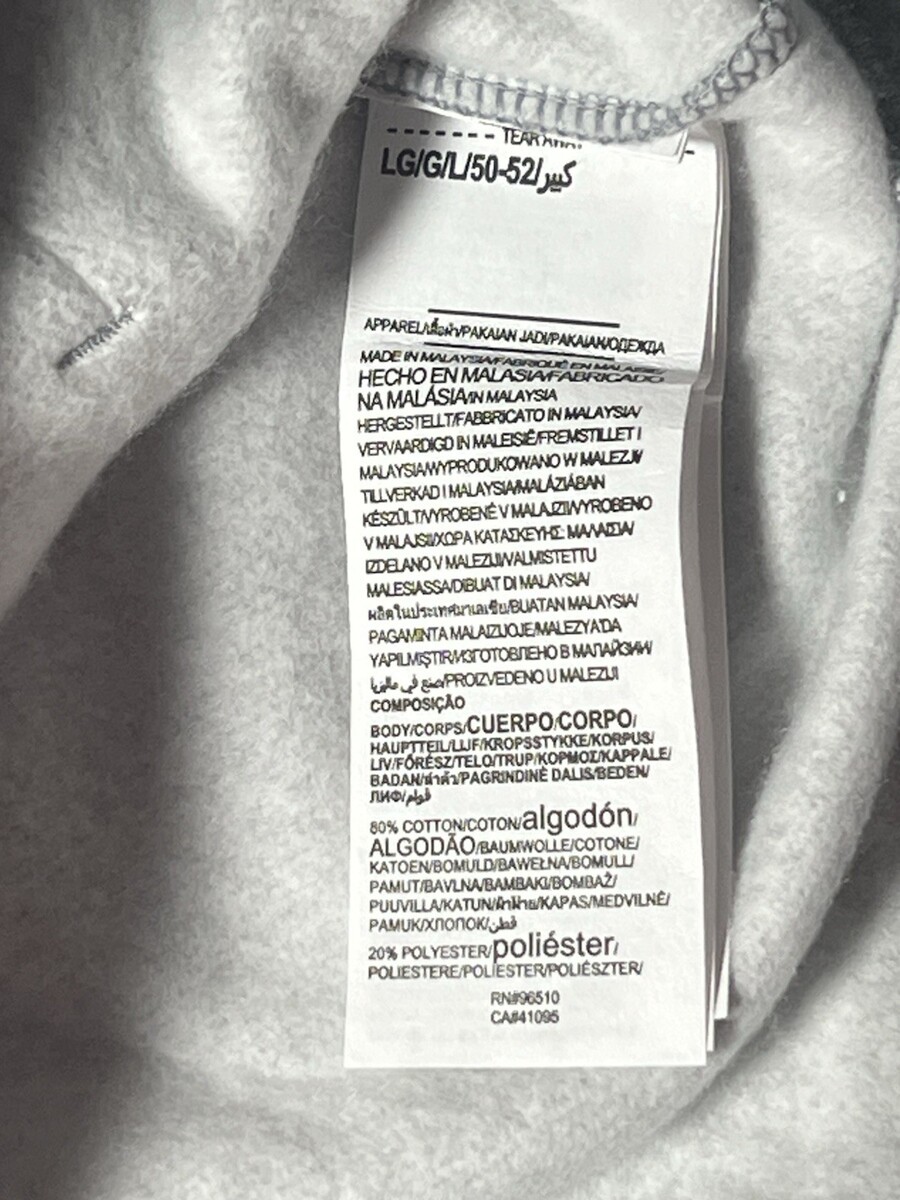 ------- TEAR AWAY
LG/G/L/50-52/كبير
APPAREL/เสื้อผ้า/PAKAIAN JADI/PAKAIAN/ОДЕЖДА
MADE IN MALAYSIA/FABRIQUÉ EN MALAISIE/
HECHO EN MALASIA/FABRICADO
NA MALÁSIA/IN MALAYSIA
HERGESTELLT/FABBRICATO IN MALAYSIA/
VERVAARDIGD IN MALEISIË/FREMSTILLET I
MALAYSIA/WYPRODUKOWANO W MALEZJI/
TILLVERKAD I MALAYSIA/MALÁZIÁBAN
KÉSZÜLT/VYROBENÉ V MALAJZII/VYROBENO
V MALAJSII/ΧΩΡΑ ΚΑΤΑΣΚΕΥΗΣ: ΜΑΛΑΙΣΙΑ/
IZDELANO V MALEZIJI/VALMISTETTU
MALESIASSA/DIBUAT DI MALAYSIA/
ผลิตในประเทศมาเลเซีย/BUATAN MALAYSIA/
PAGAMINTA MALAIZIJOJE/MALEZYA'DA
YAPILMIŞTIR/ИЗГОТОВЛЕНО В МАЛАЙЗИИ/
صنع في ماليزيا/PROIZVEDENO U MALEZIJI
COMPOSIÇÃO
BODY/CORPS/CUERPO/CORPO/
HAUPTTEIL/LIJF/KROPSSTYKKE/KORPUS/
LIV/FŐRÉSZ/TELO/TRUP/ΚΟΡΜΟΣ/KAPPALE/
BADAN/ลำตัว/PAGRINDINĖ DALIS/BEDEN/
ЛИФ/قوام
80% COTTON/COTON/algodón/
ALGODÃO/BAUMWOLLE/COTONE/
KATOEN/BOMULD/BAWEŁNA/BOMULL/
PAMUT/BAVLNA/BAMBAKI/BOMBAŽ/
PUUVILLA/KATUN/ผ้าฝ้าย/KAPAS/MEDVILNĖ/
PAMUK/ХЛОПОК/قطن
20% POLYESTER/poliéster/
POLIESTERE/POLÍESTER/POLIÉSZTER/
RN#96510
CA#41095